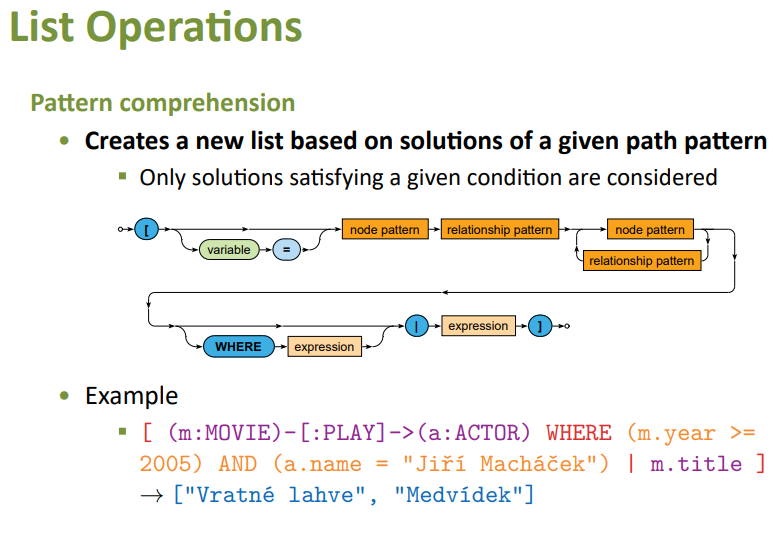 List Operations
Pattern comprehension
• Creates a new list based on solutions of a given path pattern
▪ Only solutions satisfying a given condition are considered
[ variable = node pattern relationship pattern node pattern
relationship pattern
WHERE expression | expression ]
• Example
▪ [ (m:MOVIE)-[:PLAY]->(a:ACTOR) WHERE (m.year >=
2005) AND (a.name = "Jiří Macháček") | m.title ]
→ ["Vratné lahve", "Medvídek"]